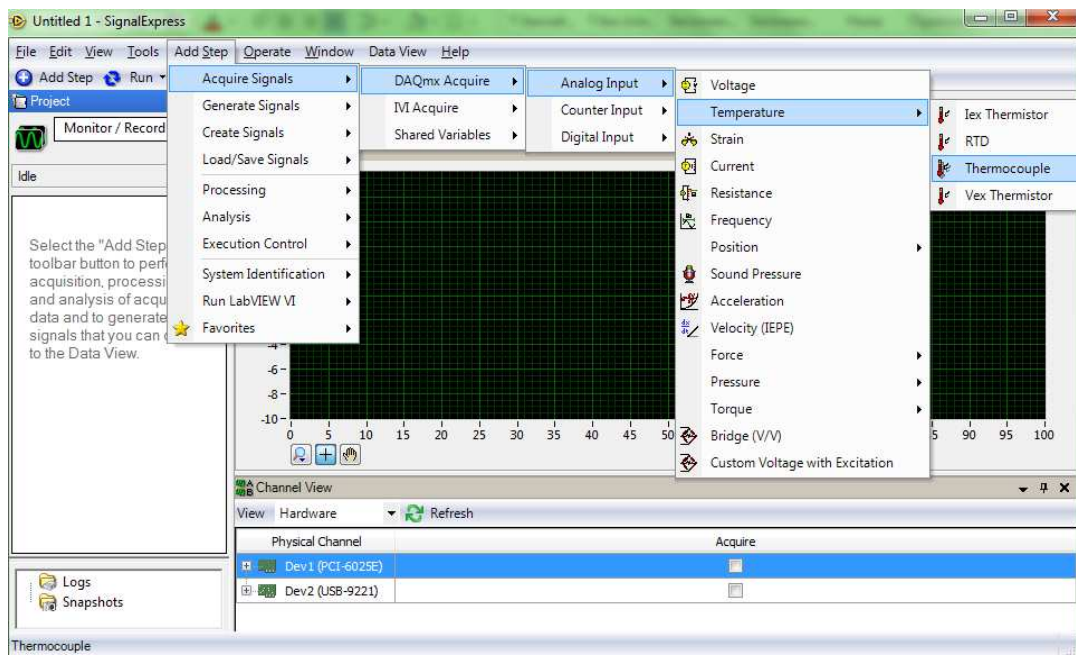 Untitled 1 - SignalExpress
File Edit View Tools Add Step Operate Window Data View Help
Add Step Run
Project
Monitor / Record
Idle
Select the "Add Step
toolbar button to perf
acquisition, processi
and analysis of acqu
data and to generate
signals that you can
to the Data View.
Logs
Snapshots
Acquire Signals
Generate Signals
Create Signals
Load/Save Signals
Processing
Analysis
Execution Control
System Identification
Run LabVIEW VI
Favorites
DAQmx Acquire
IVI Acquire
Shared Variables
Analog Input
Counter Input
Digital Input
Voltage
Temperature
Strain
Current
Resistance
Frequency
Position
Sound Pressure
Acceleration
Velocity (IEPE)
Force
Pressure
Torque
Bridge (V/V)
Custom Voltage with Excitation
Iex Thermistor
RTD
Thermocouple
Vex Thermistor
-4
-6
-8
-10
0 5 10 15 20 25 30 35 40 45 50 5 90 95 100
Channel View
View Hardware Refresh
Physical Channel Acquire
Dev1 (PCI-6025E)
Dev2 (USB-9221)
Thermocouple